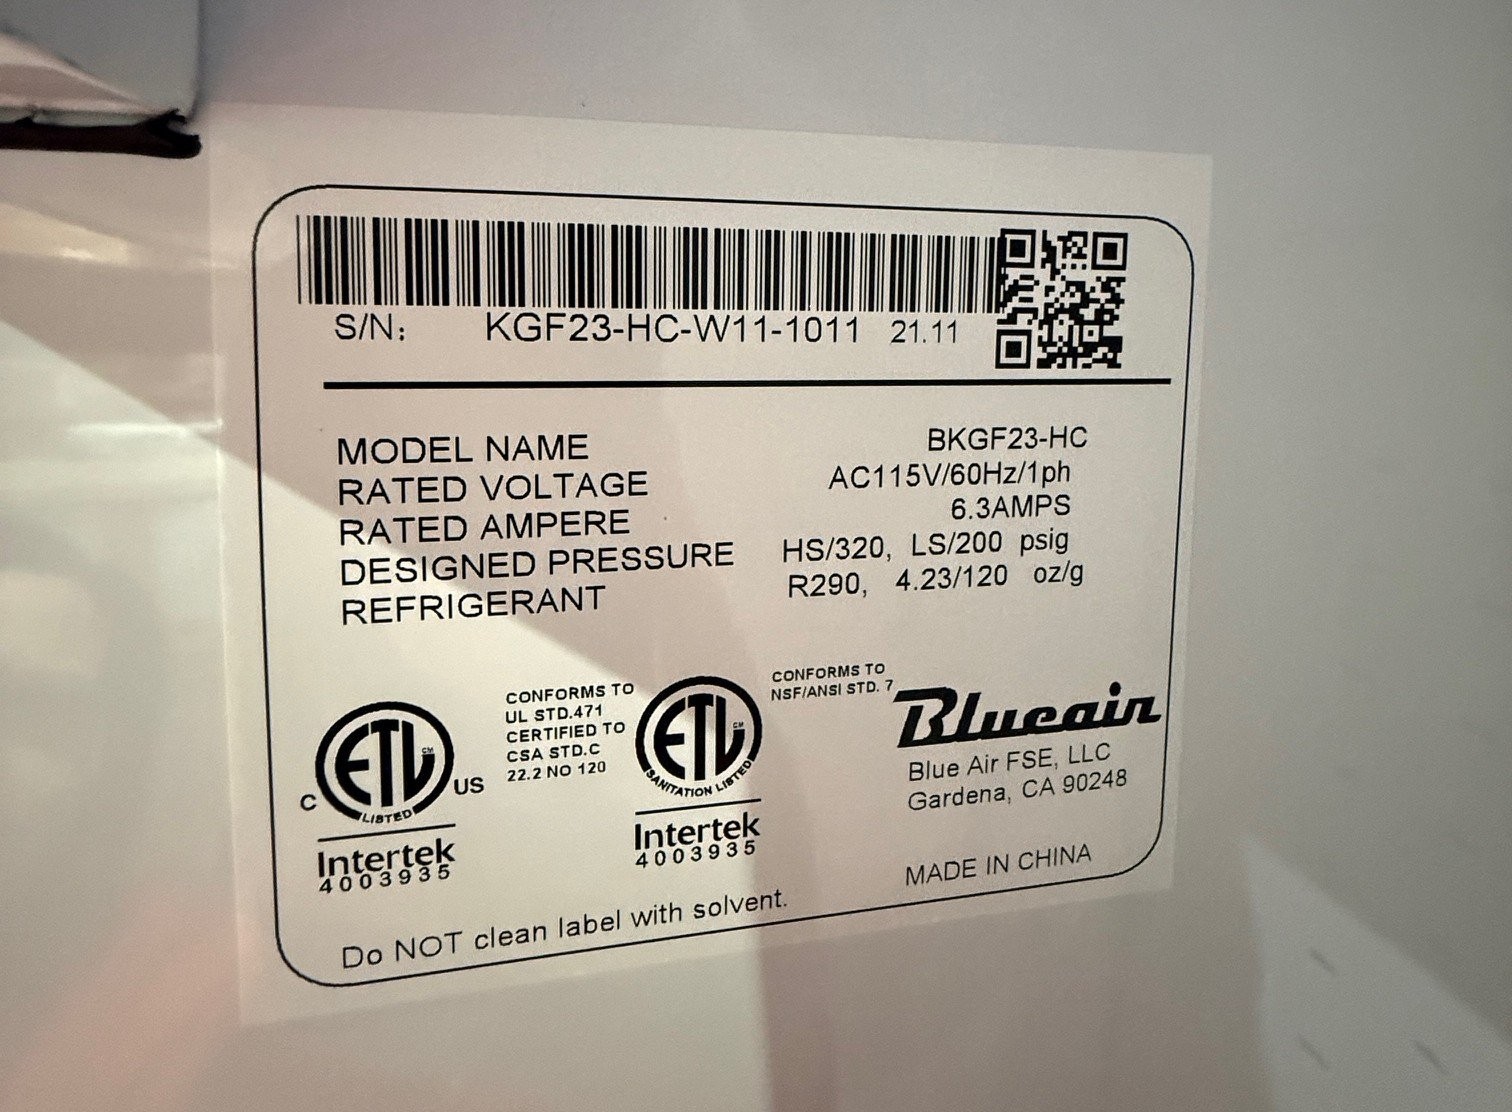 S/N: KGF23-HC-W11-1011 21.11
MODEL NAME BKGF23-HC
RATED VOLTAGE AC115V/60Hz/1ph
RATED AMPERE 6.3AMPS
DESIGNED PRESSURE HS/320, LS/200 psig
REFRIGERANT R290, 4.23/120 oz/g
ETL CM
LISTED
C US
Intertek
4003935
CONFORMS TO
UL STD.471
CERTIFIED TO
CSA STD.C
22.2 NO 120
ETL CM
SANITATION LISTED
Intertek
4003935
CONFORMS TO
NSF/ANSI STD. 7
Blueair
Blue Air FSE, LLC
Gardena, CA 90248
MADE IN CHINA
Do NOT clean label with solvent.